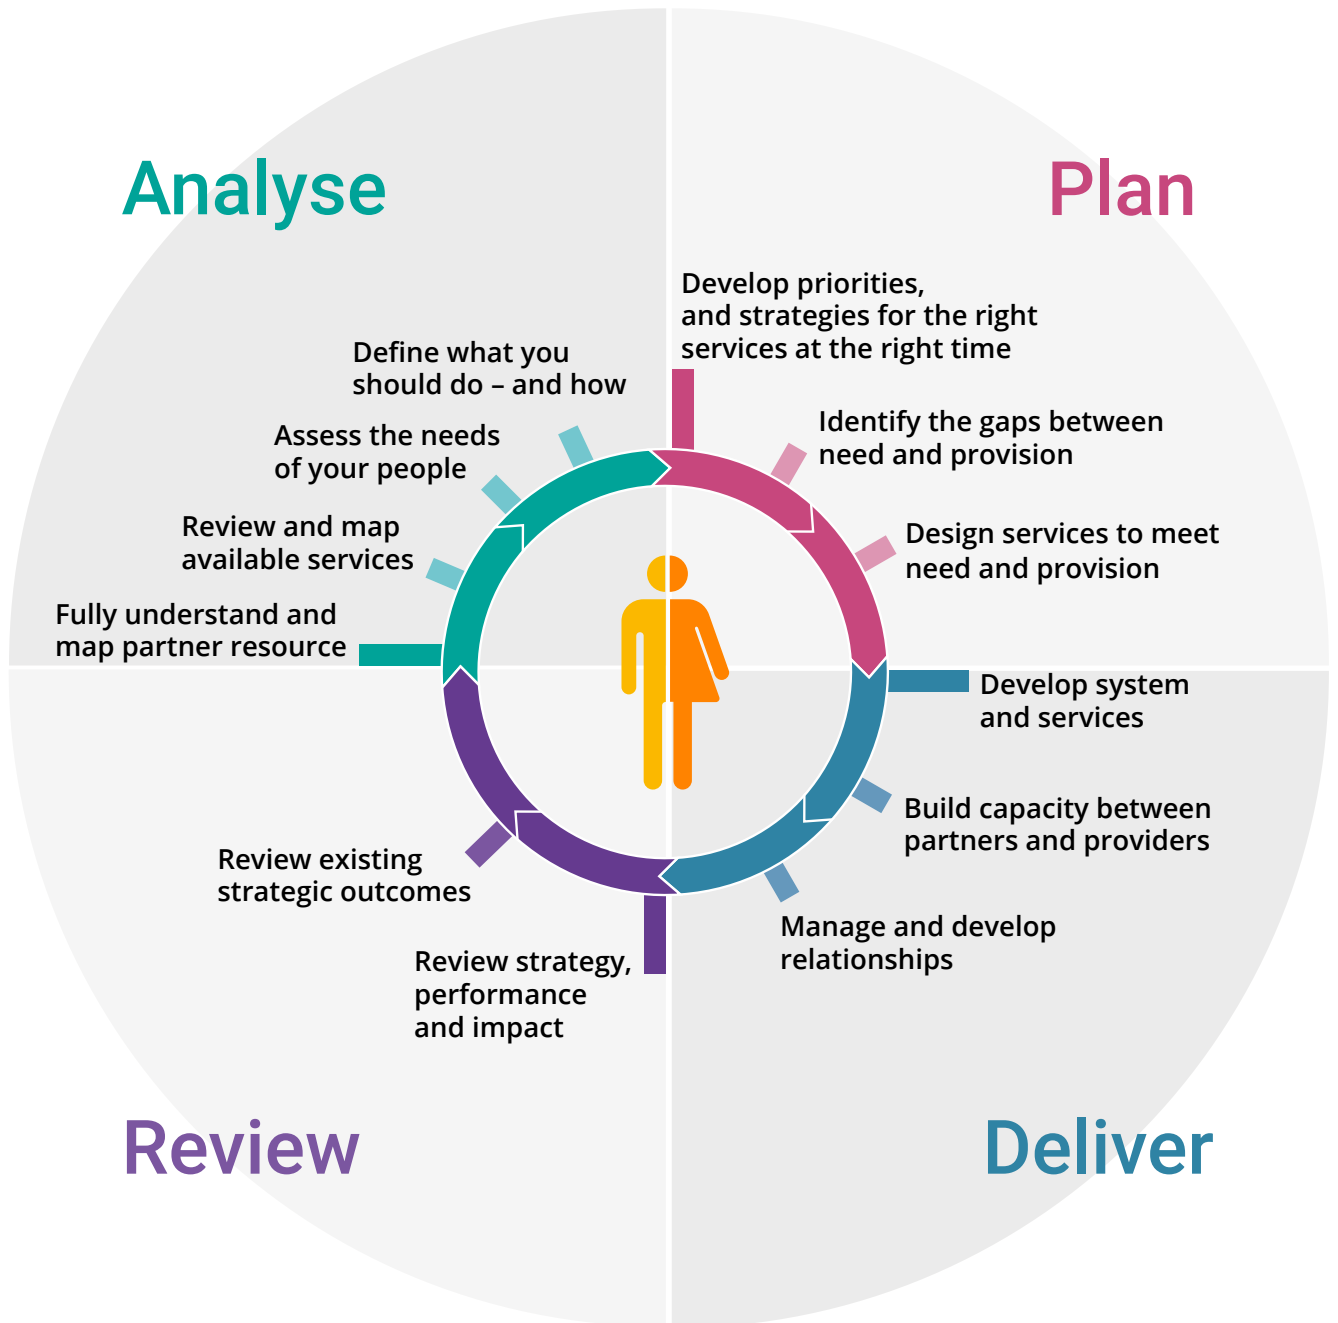 Analyse
Plan
Develop priorities,
and strategies for the right
services at the right time
Identify the gaps between
need and provision
Design services to meet
need and provision
Develop system
and services
Build capacity between
partners and providers
Manage and develop
relationships
Deliver
Review strategy,
performance
and impact
Review existing
strategic outcomes
Review
Fully understand and
map partner resource
Review and map
available services
Assess the needs
of your people
Define what you
should do – and how